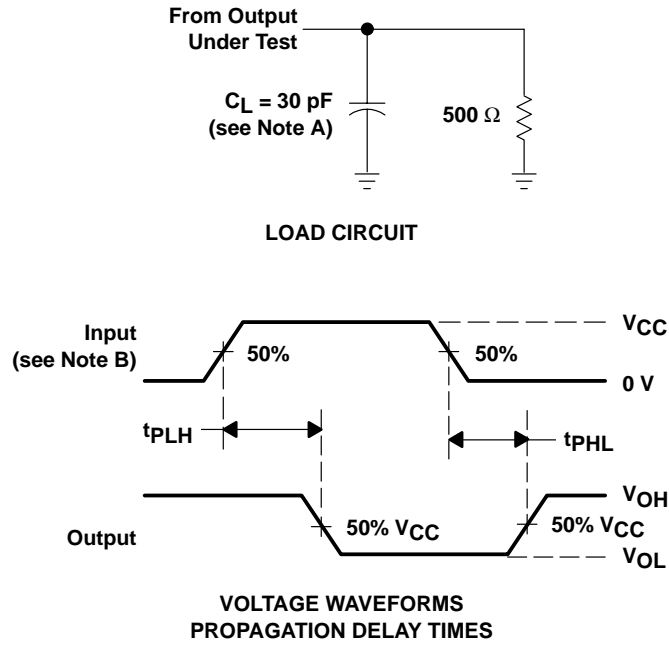 From Output
Under Test
CL = 30 pF
(see Note A)
500 Ω
LOAD CIRCUIT
Input
(see Note B)
50%
50%
VCC
0 V
tPLH
tPHL
Output
50% VCC
50% VCC
VOH
VOL
VOLTAGE WAVEFORMS
PROPAGATION DELAY TIMES